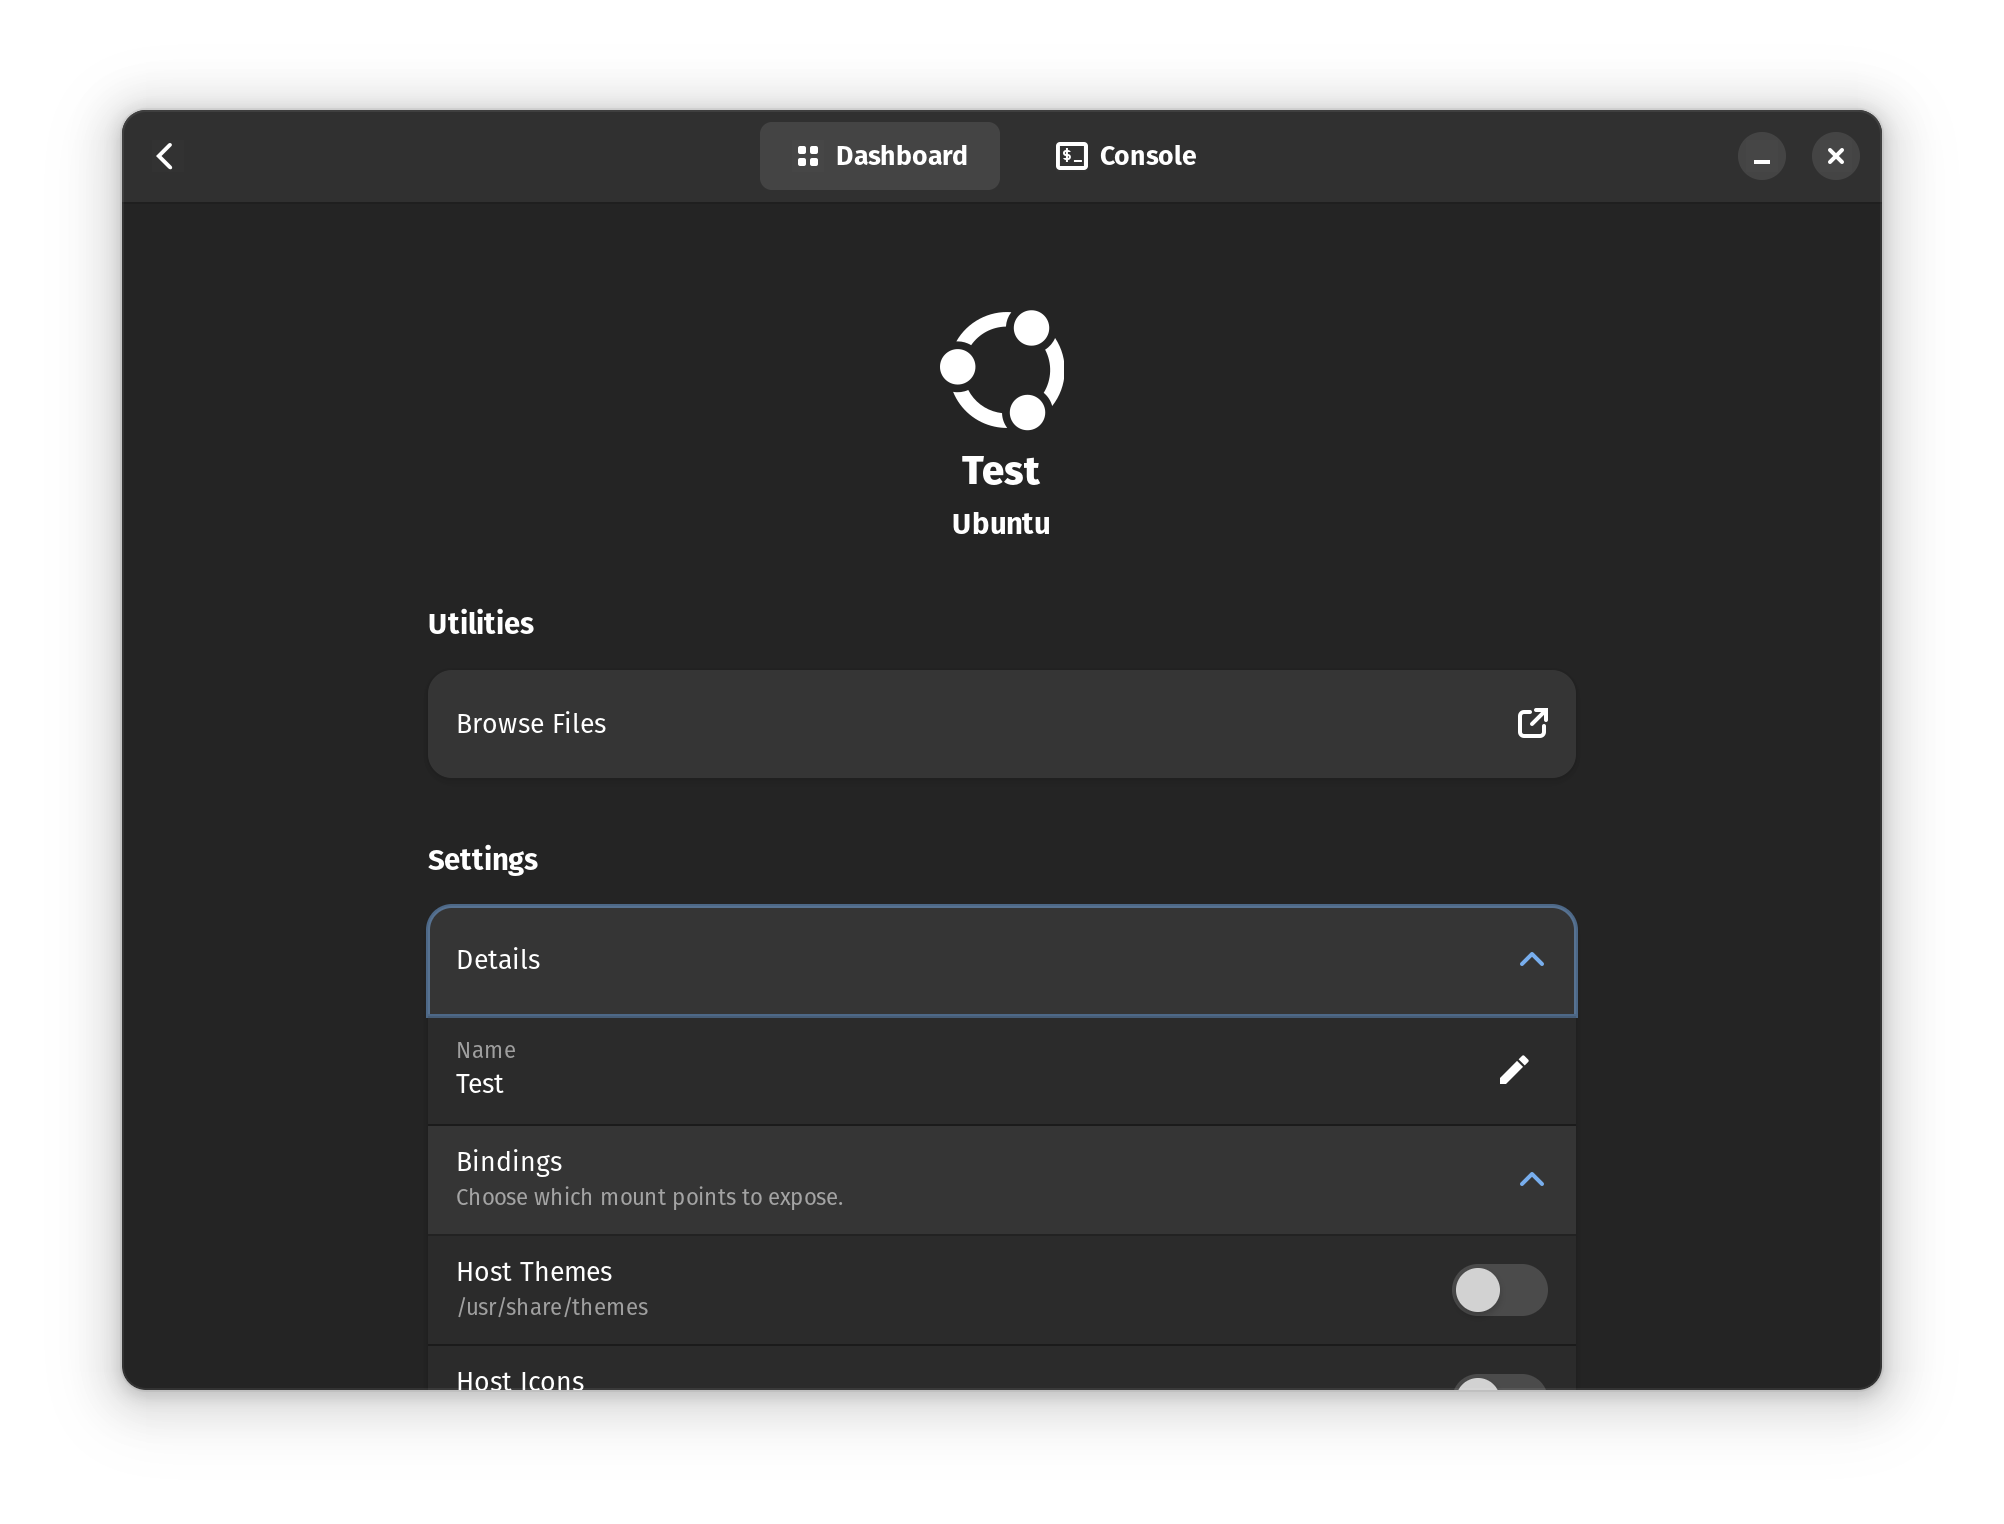 Dashboard
Console
Test
Ubuntu
Utilities
Browse Files
Settings
Details
Name
Test
Bindings
Choose which mount points to expose.
Host Themes
/usr/share/themes
Host Icons